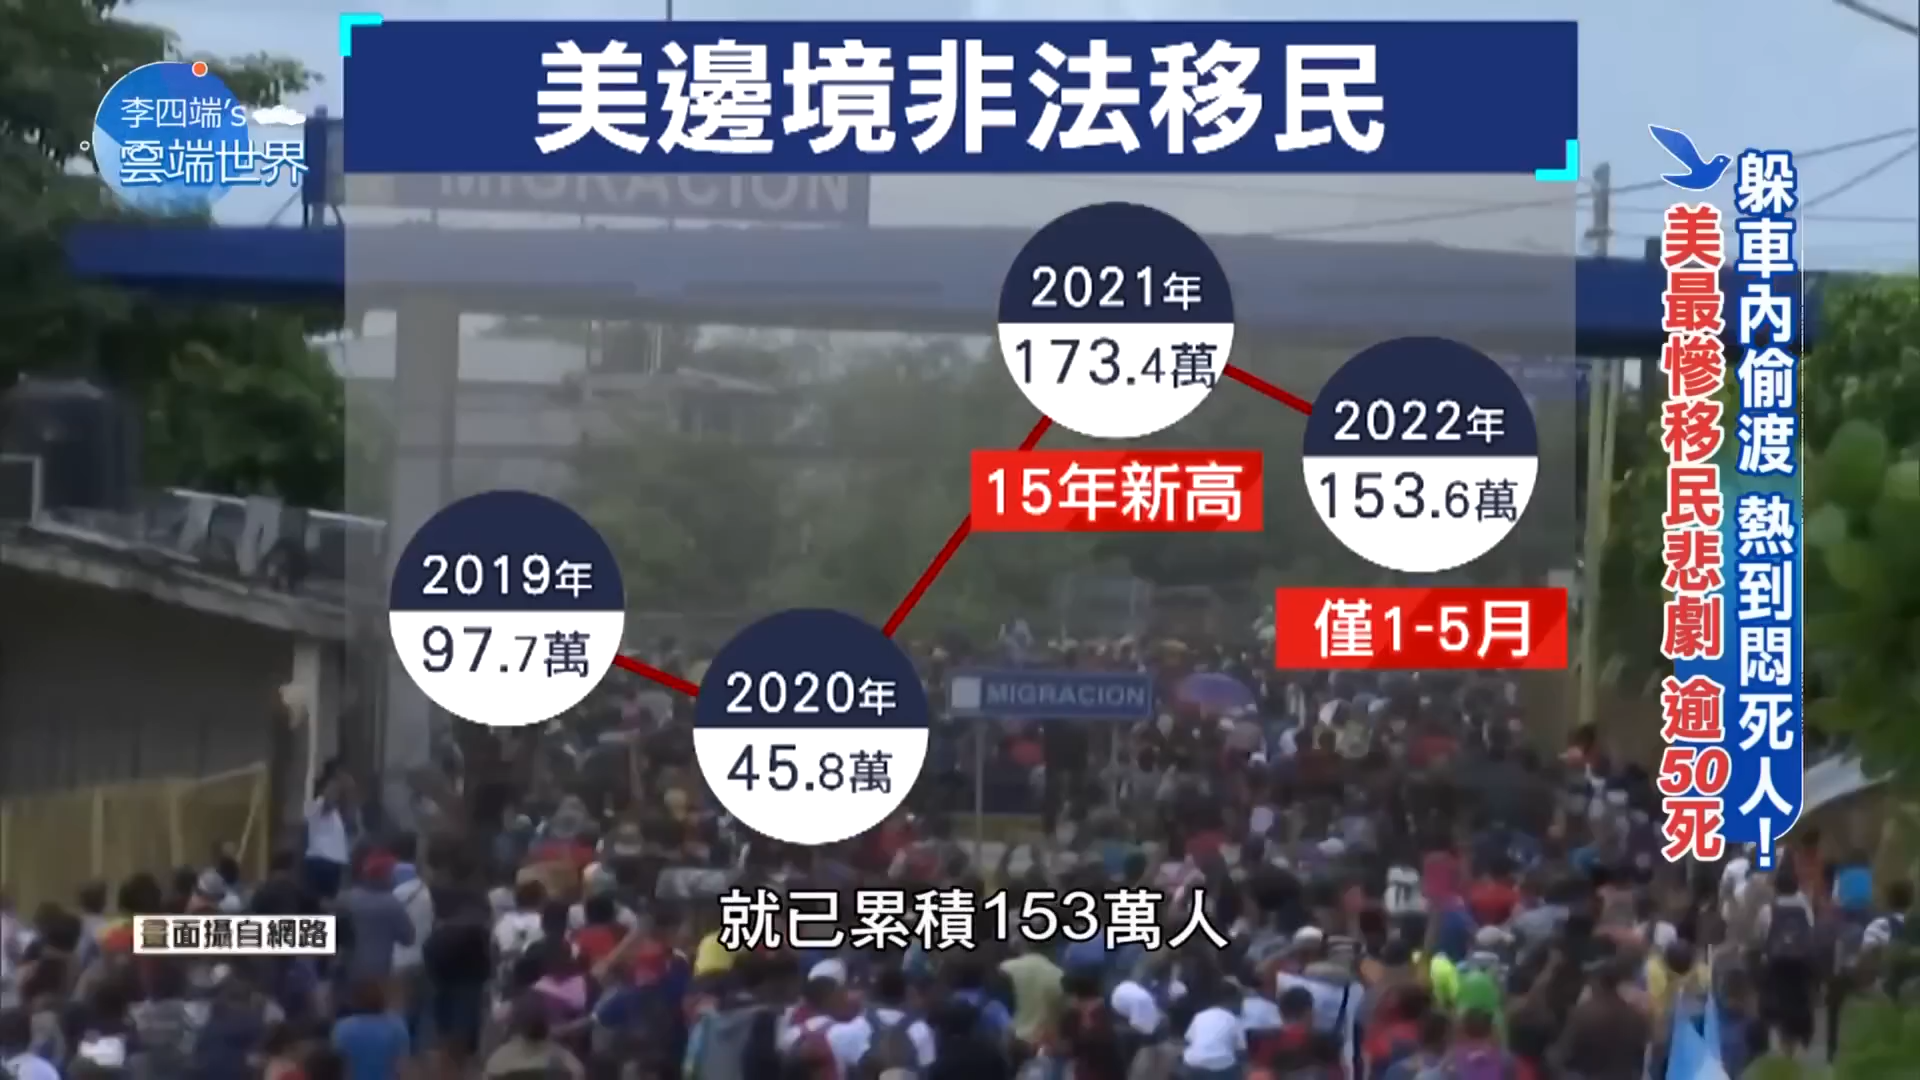 美邊境非法移民
李四端's
雲端世界
MIGRACION
2021年
173.4萬
15年新高
2022年
153.6萬
僅1-5月
2019年
97.7萬
2020年
45.8萬
MIGRACION
躲車內偷渡 熱到悶死人!
美最慘移民悲劇 逾50死
就已累積153萬人
畫面攝自網路